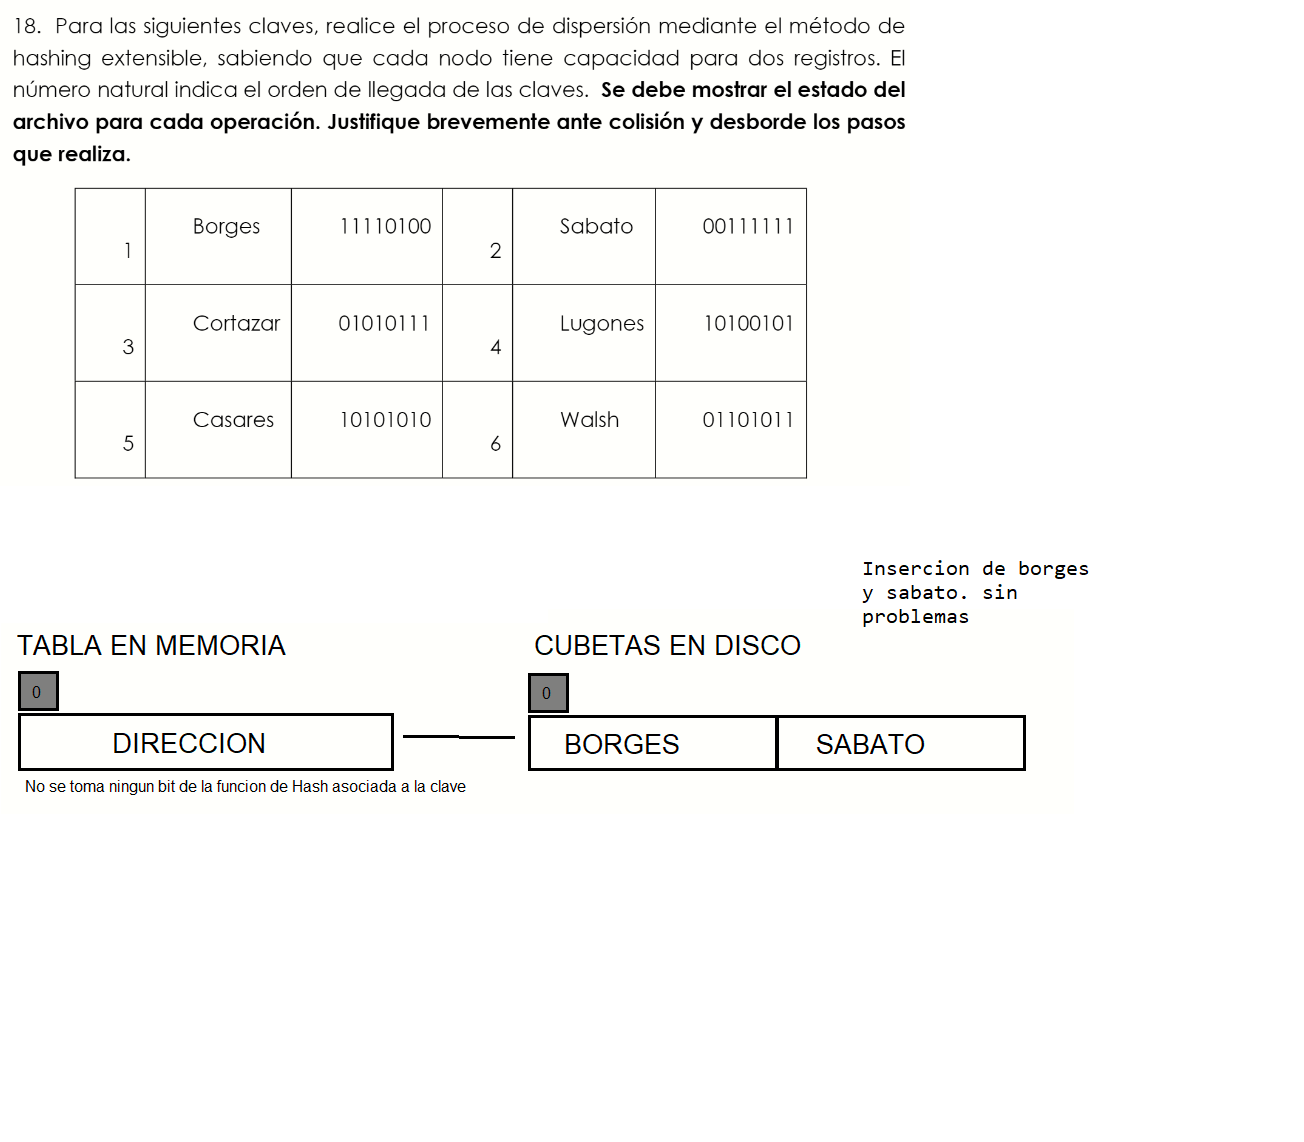 18. Para las siguientes claves, realice el proceso de dispersión mediante el método de
hashing extensible, sabiendo que cada nodo tiene capacidad para dos registros. El
número natural indica el orden de llegada de las claves. Se debe mostrar el estado del
archivo para cada operación. Justifique brevemente ante colisión y desborde los pasos
que realiza.
1 Borges 11110100 2 Sabato 00111111
3 Cortazar 01010111 4 Lugones 10100101
5 Casares 10101010 6 Walsh 01101011
Insercion de borges
y sabato. sin
problemas
TABLA EN MEMORIA
CUBETAS EN DISCO
0
0
DIRECCION
BORGES SABATO
No se toma ningun bit de la funcion de Hash asociada a la clave